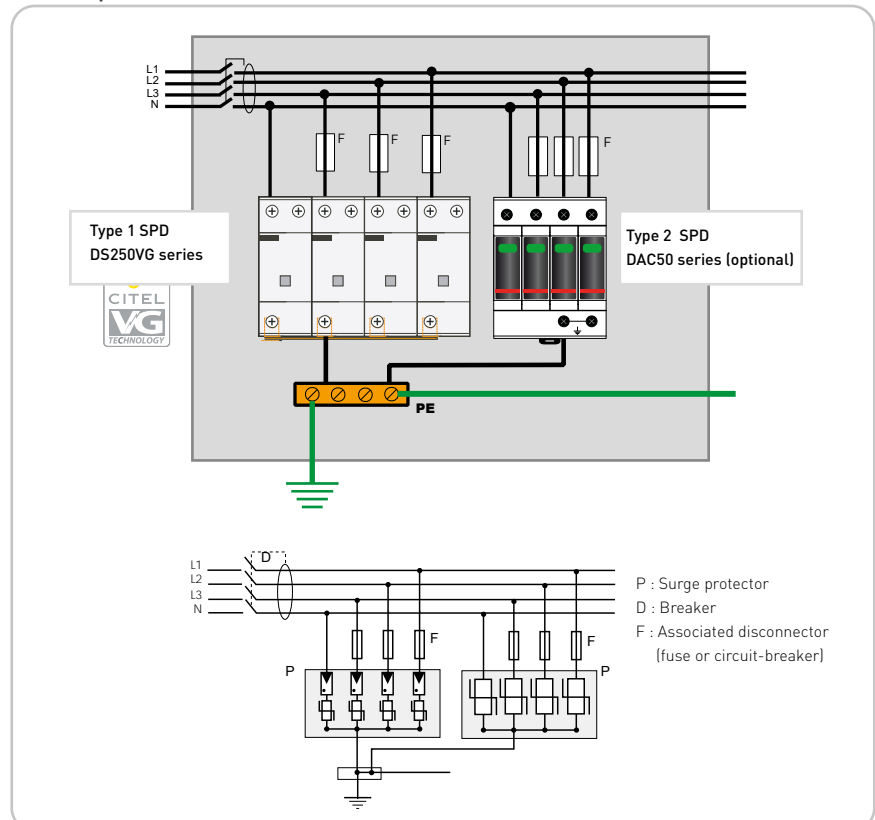 L1
L2
L3
N
F
F
F
F
Type 1 SPD
DS250VG series
Type 2 SPD
DAC50 series (optional)
CITEL
VG
TECHNOLOGY
PE
D
L1
L2
L3
N
F
F
P
P
P : Surge protector
D : Breaker
F : Associated disconnector
(fuse or circuit-breaker)